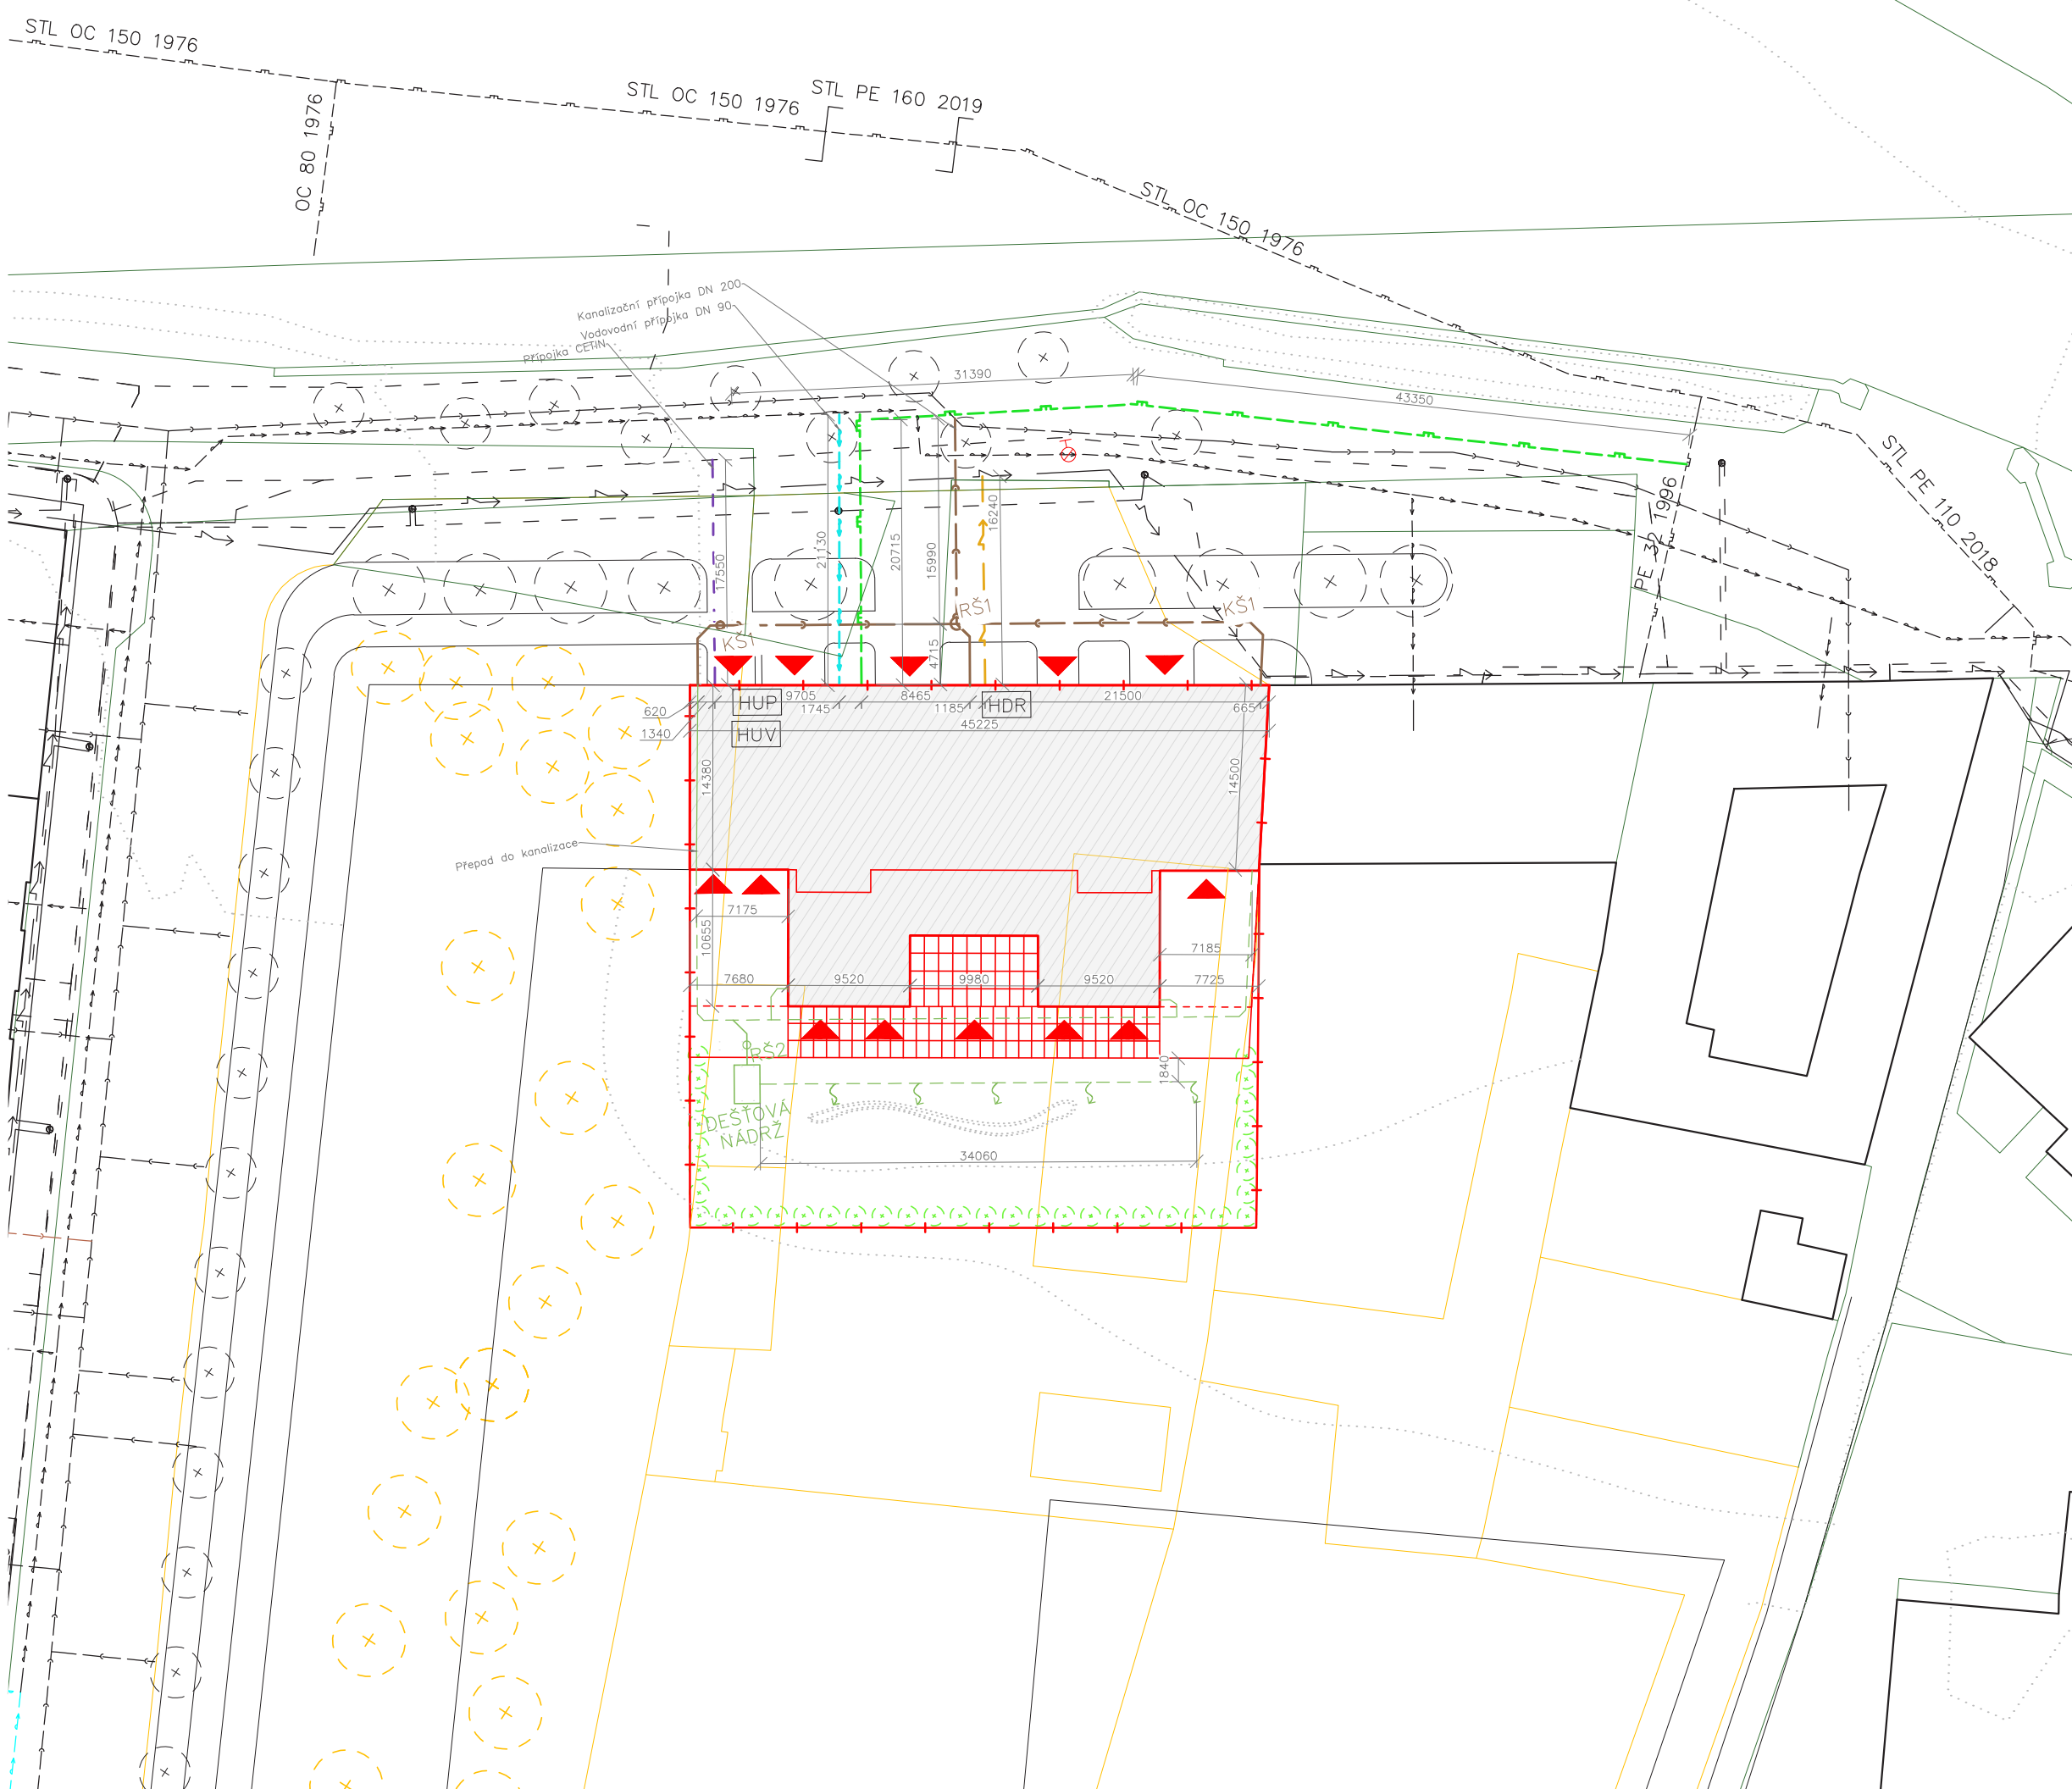 STL OC 150 1976
OC 80 1976
STL OC 150 1976
STL PE 160 2019
STL OC 150 1976
STL PE 110 2018
PE 32 1996
Kanalizační přípojka DN 200
Vodovodní přípojka DN 90
Přípojka CETIN
31390
43350
17550
21130
20715
15990
16240
4715
KŠ1
RŠ1
KŠ1
HUP
HUV
HDR
9705
1745
8465
1185
21500
665
620
1340
45225
14380
14500
Přepad do kanalizace
7175
10655
7185
7680
9520
9980
9520
7725
RŠ2
1840
DEŠŤOVÁ
NÁDRŽ
34060